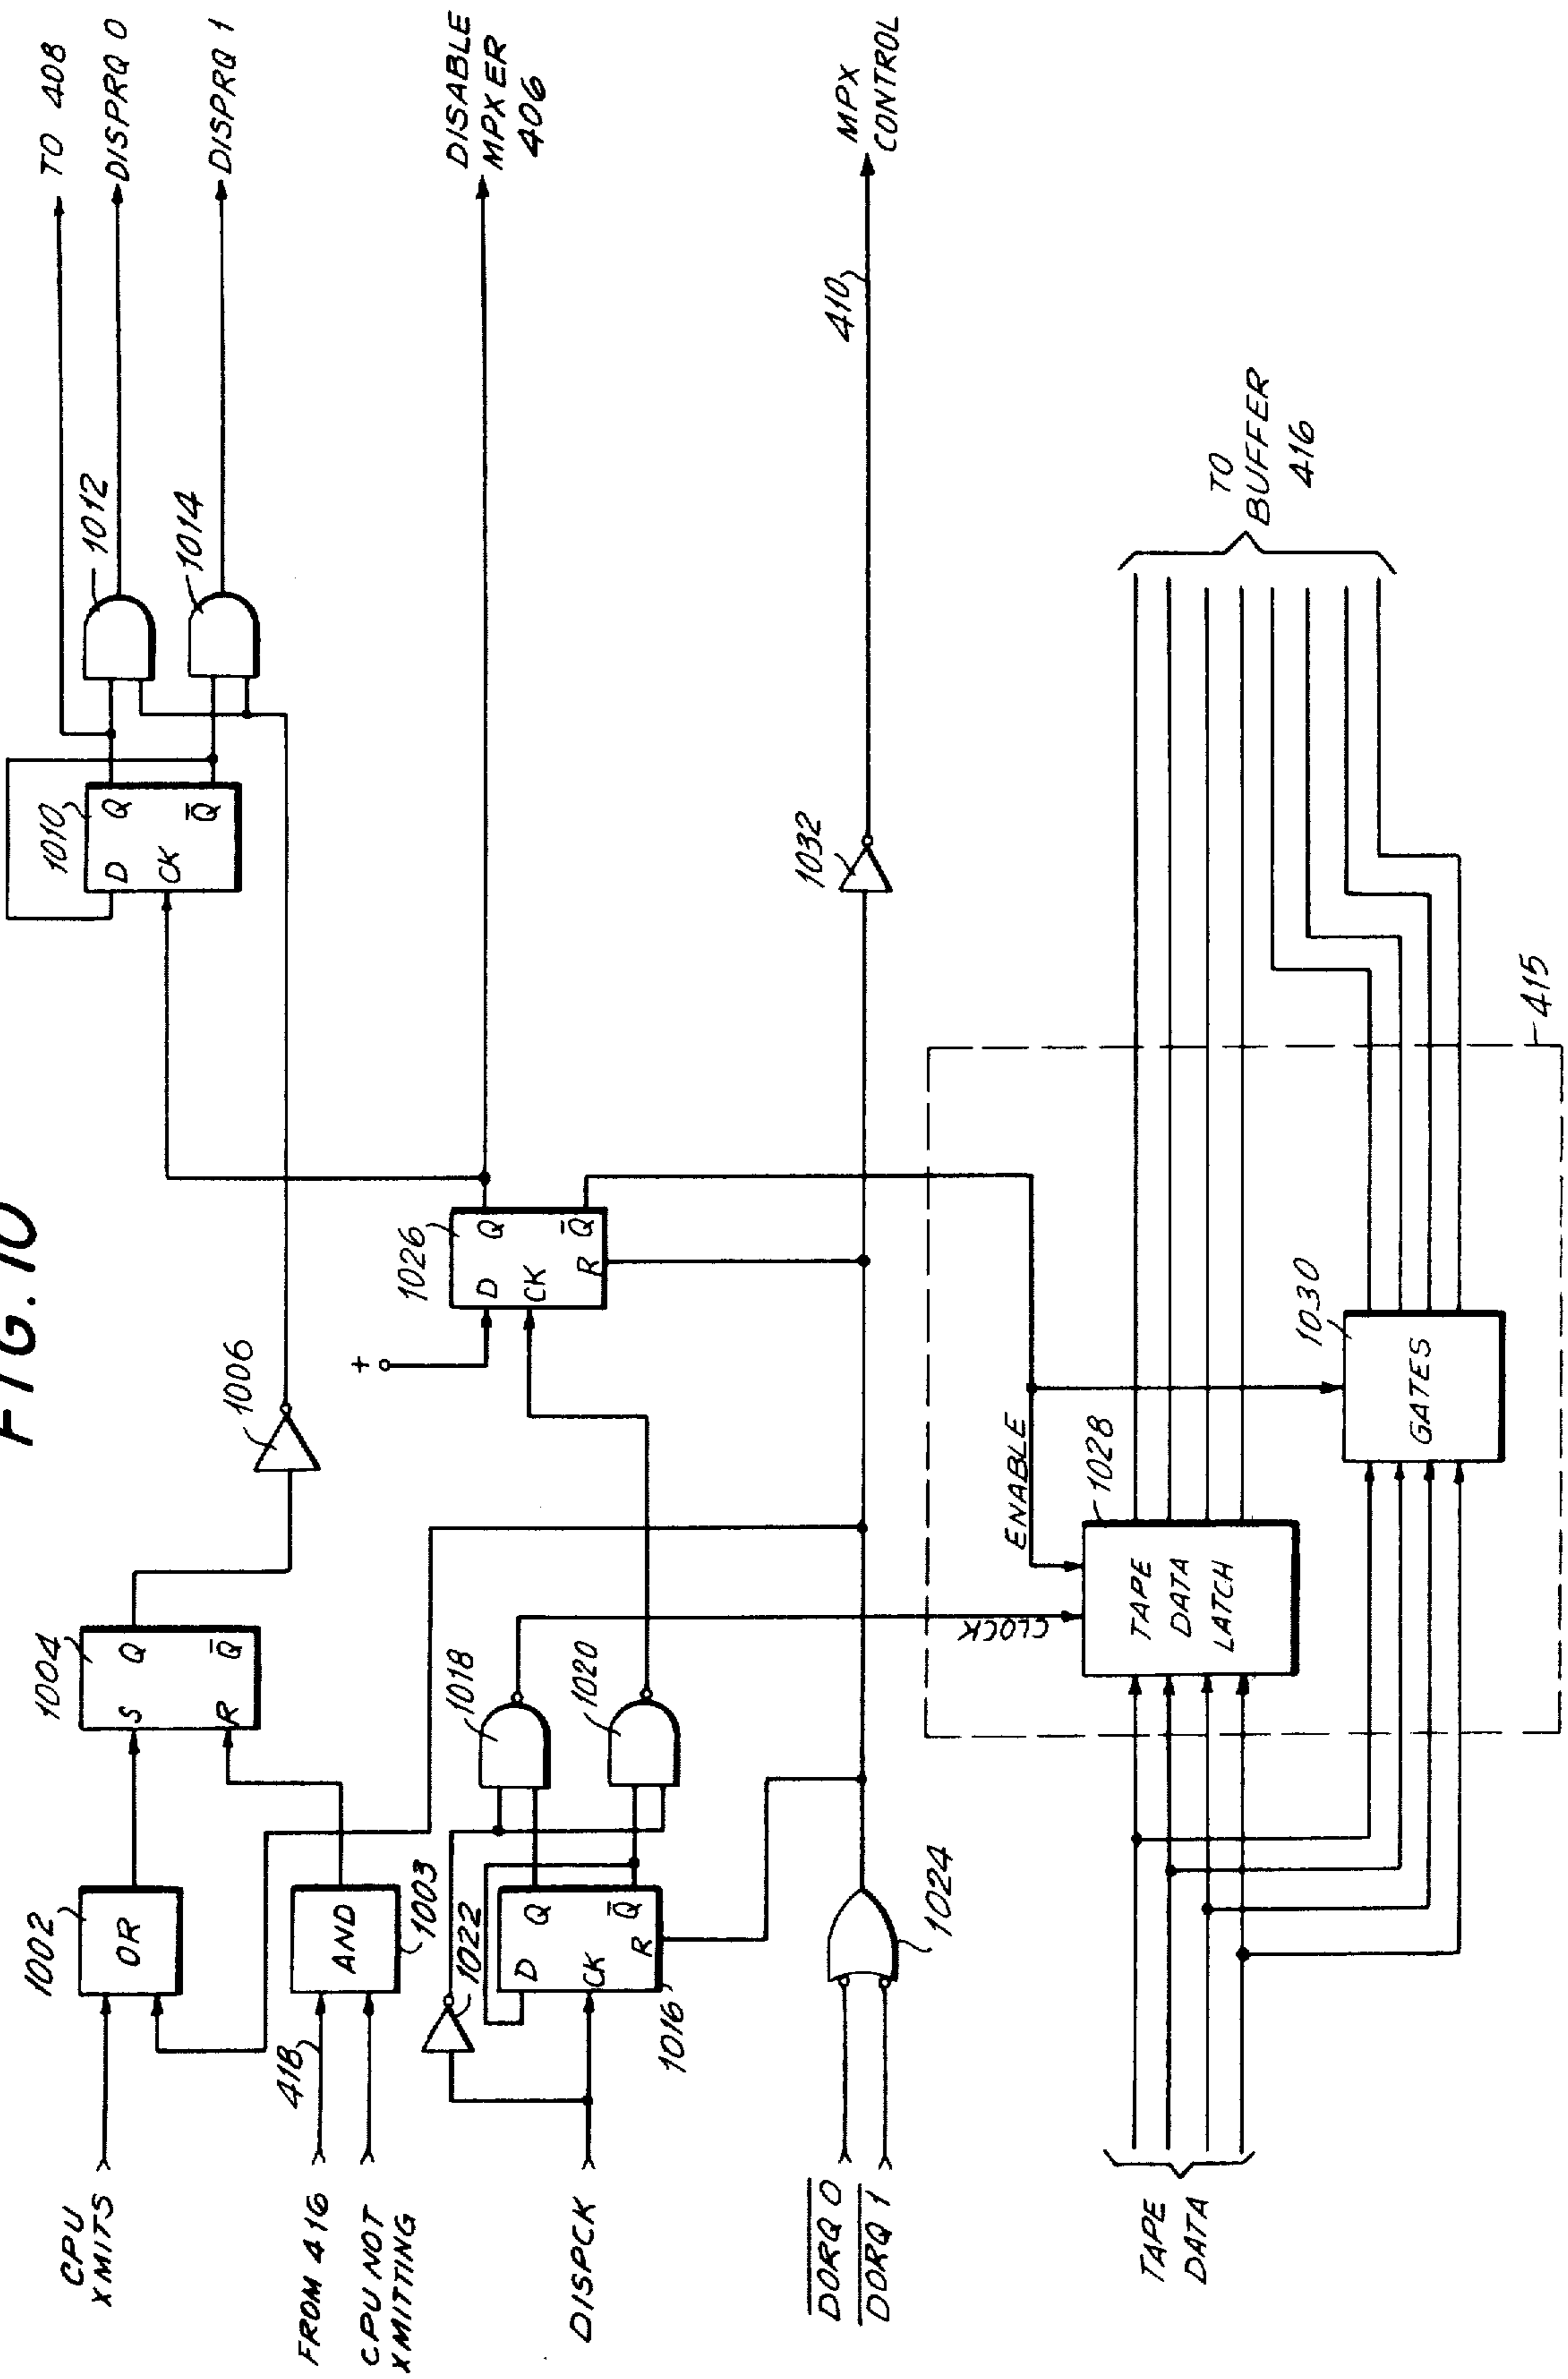 FIG. 10
CPU
XMITS
1002
OR
1004
S
Q
R
Q̅
1006
FROM 416
418
CPU NOT
XMITTING
AND
1003
1022
DISPCK
D
Q
CK
Q̅
R
1016
1018
1020
+
1026
D
Q
CK
Q̅
R
1010
D
Q
CK
Q̅
1012
1014
TO 408
DISPRQ 0
DISPRQ 1
DISABLE
MPXER
406
D̅O̅R̅Q̅ ̅0̅
D̅O̅R̅Q̅ ̅1̅
1024
1032
410
MPX
CONTROL
CLOCK
ENABLE
1028
TAPE
DATA
LATCH
1030
GATES
415
TAPE
DATA
TO
BUFFER
416